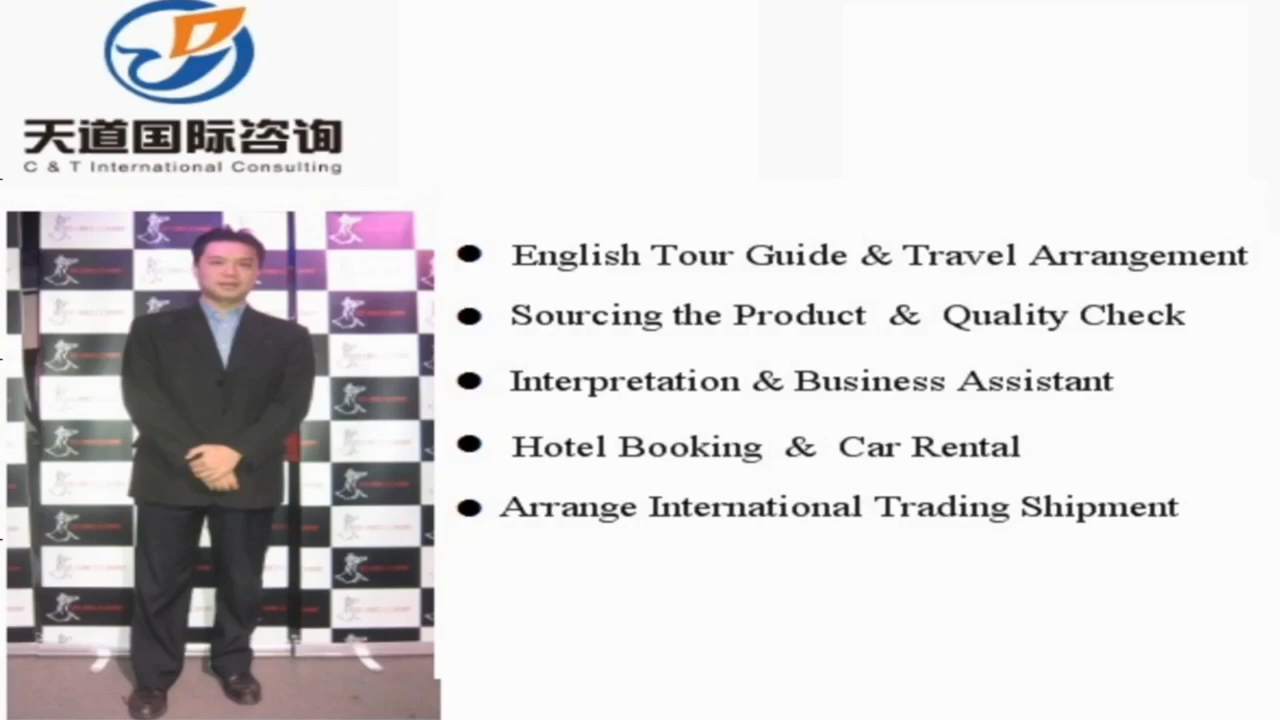 天道国际咨询
C & T International Consulting
● English Tour Guide & Travel Arrangement
● Sourcing the Product & Quality Check
● Interpretation & Business Assistant
● Hotel Booking & Car Rental
● Arrange International Trading Shipment